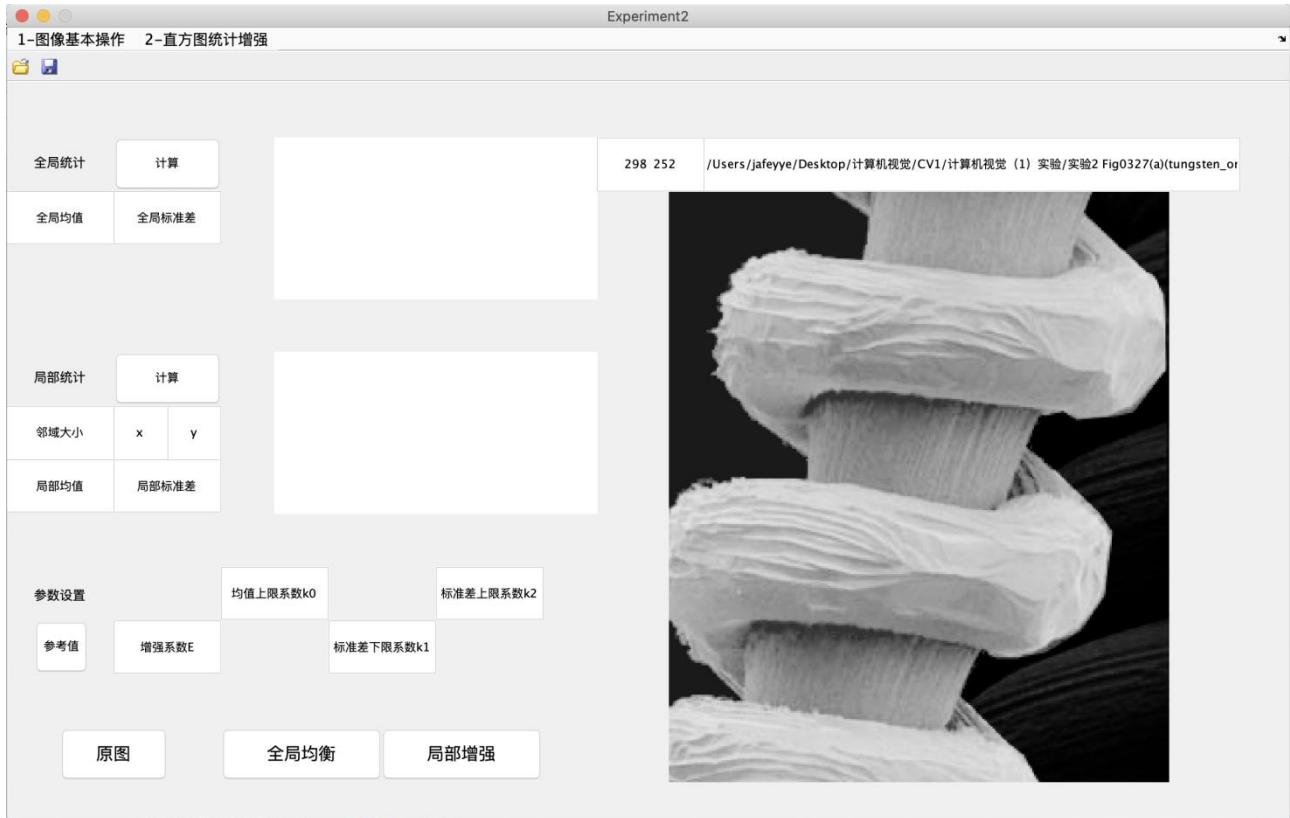 Experiment2
1-图像基本操作 2-直方图统计增强
全局统计 计算 298 252 /Users/jafeyye/Desktop/计算机视觉/CV1/计算机视觉（1）实验/实验2 Fig0327(a)(tungsten_or
全局均值 全局标准差
局部统计 计算
邻域大小 x y
局部均值 局部标准差
参数设置 均值上限系数k0 标准差上限系数k2
参考值 增强系数E 标准差下限系数k1
原图 全局均衡 局部增强